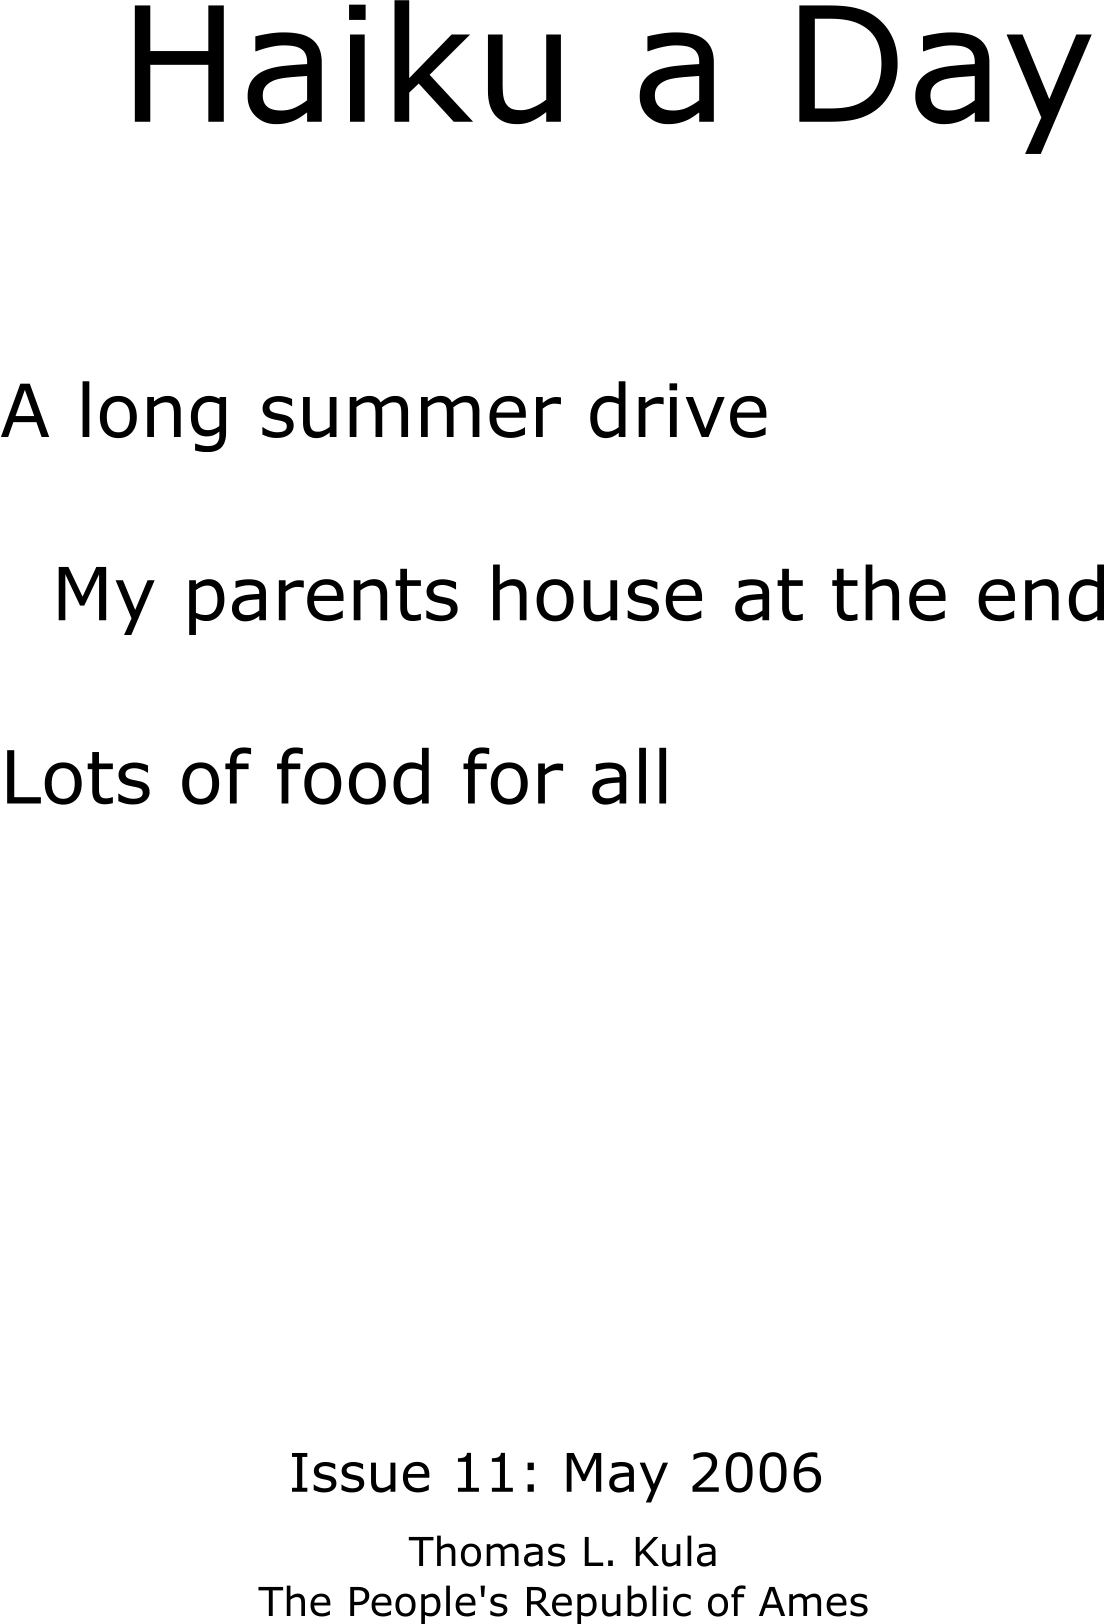 Haiku a Day
A long summer drive
My parents house at the end
Lots of food for all
Issue 11: May 2006
Thomas L. Kula
The People's Republic of Ames